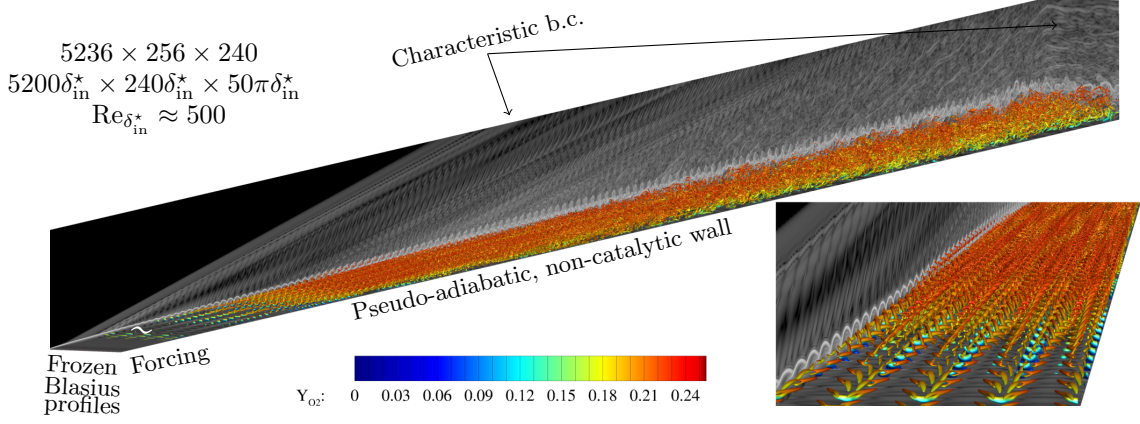 5236 × 256 × 240
5200δ⋆in × 240δ⋆in × 50πδ⋆in
Reδ⋆in ≈ 500
Characteristic b.c.
Pseudo-adiabatic, non-catalytic wall
Forcing
Frozen
Blasius
profiles
Y_O2: 0 0.03 0.06 0.09 0.12 0.15 0.18 0.21 0.24